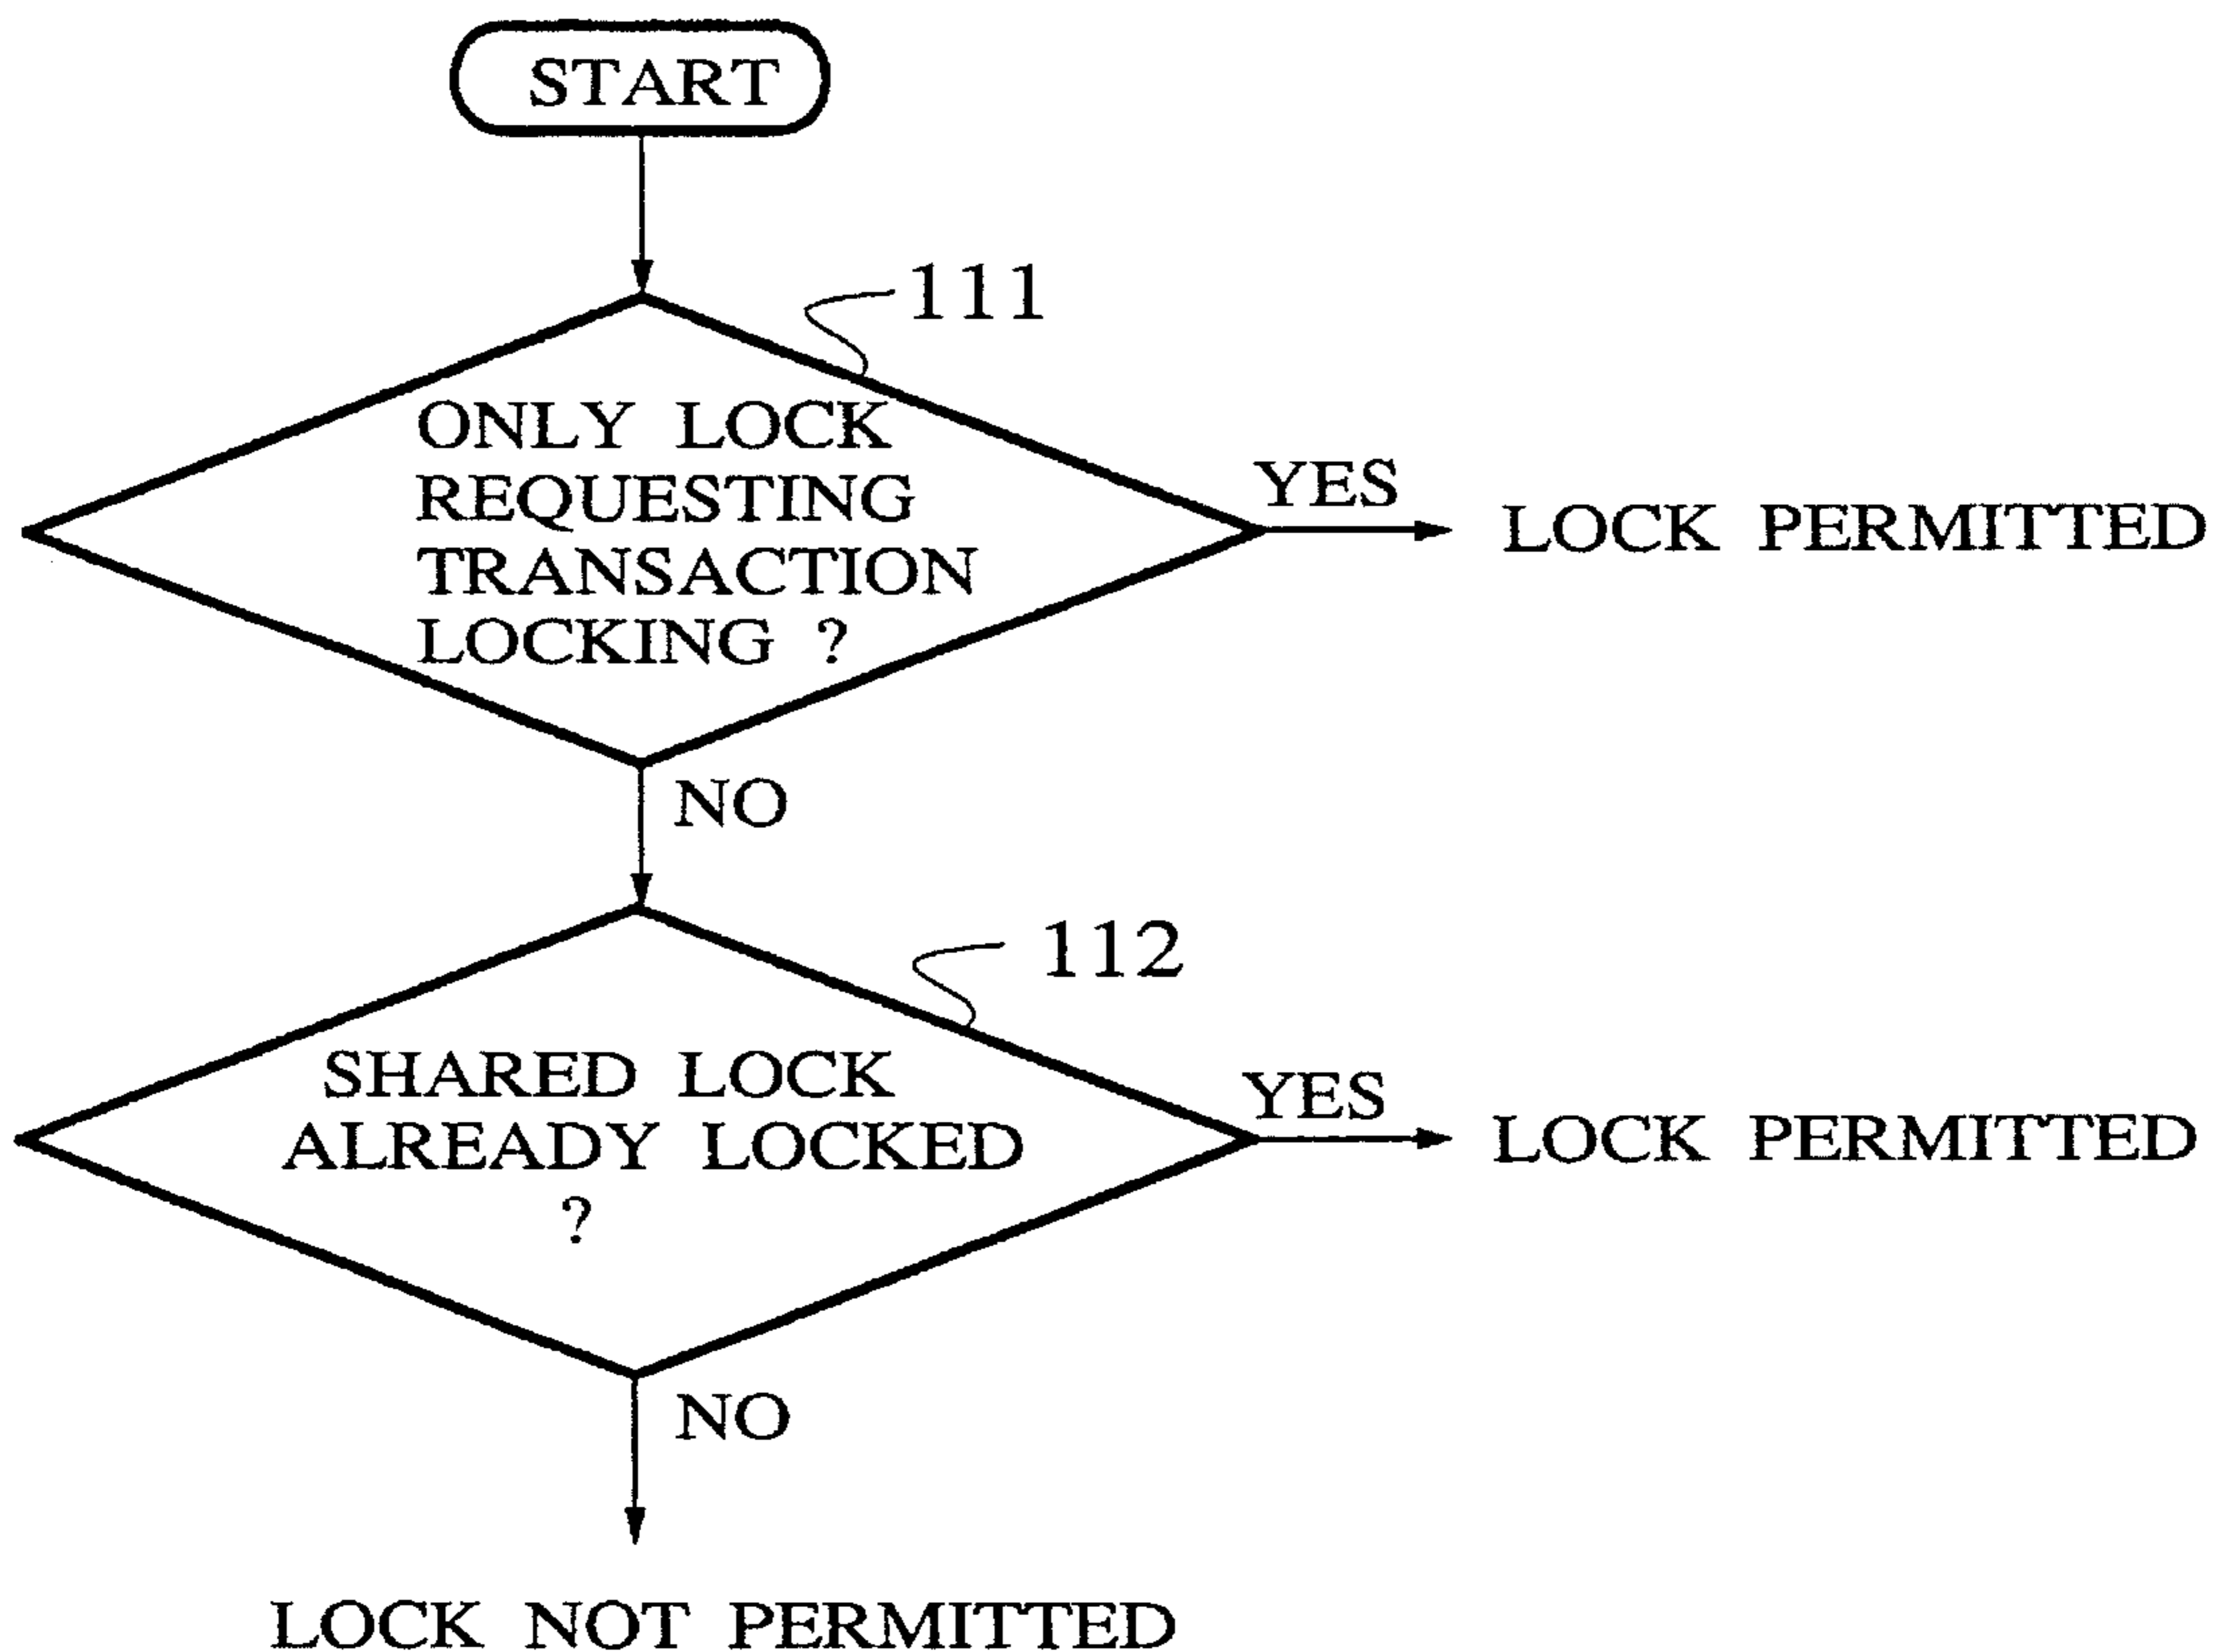 START
111
ONLY LOCK
REQUESTING
TRANSACTION
LOCKING ?
YES
LOCK PERMITTED
NO
112
SHARED LOCK
ALREADY LOCKED
?
YES
LOCK PERMITTED
NO
LOCK NOT PERMITTED